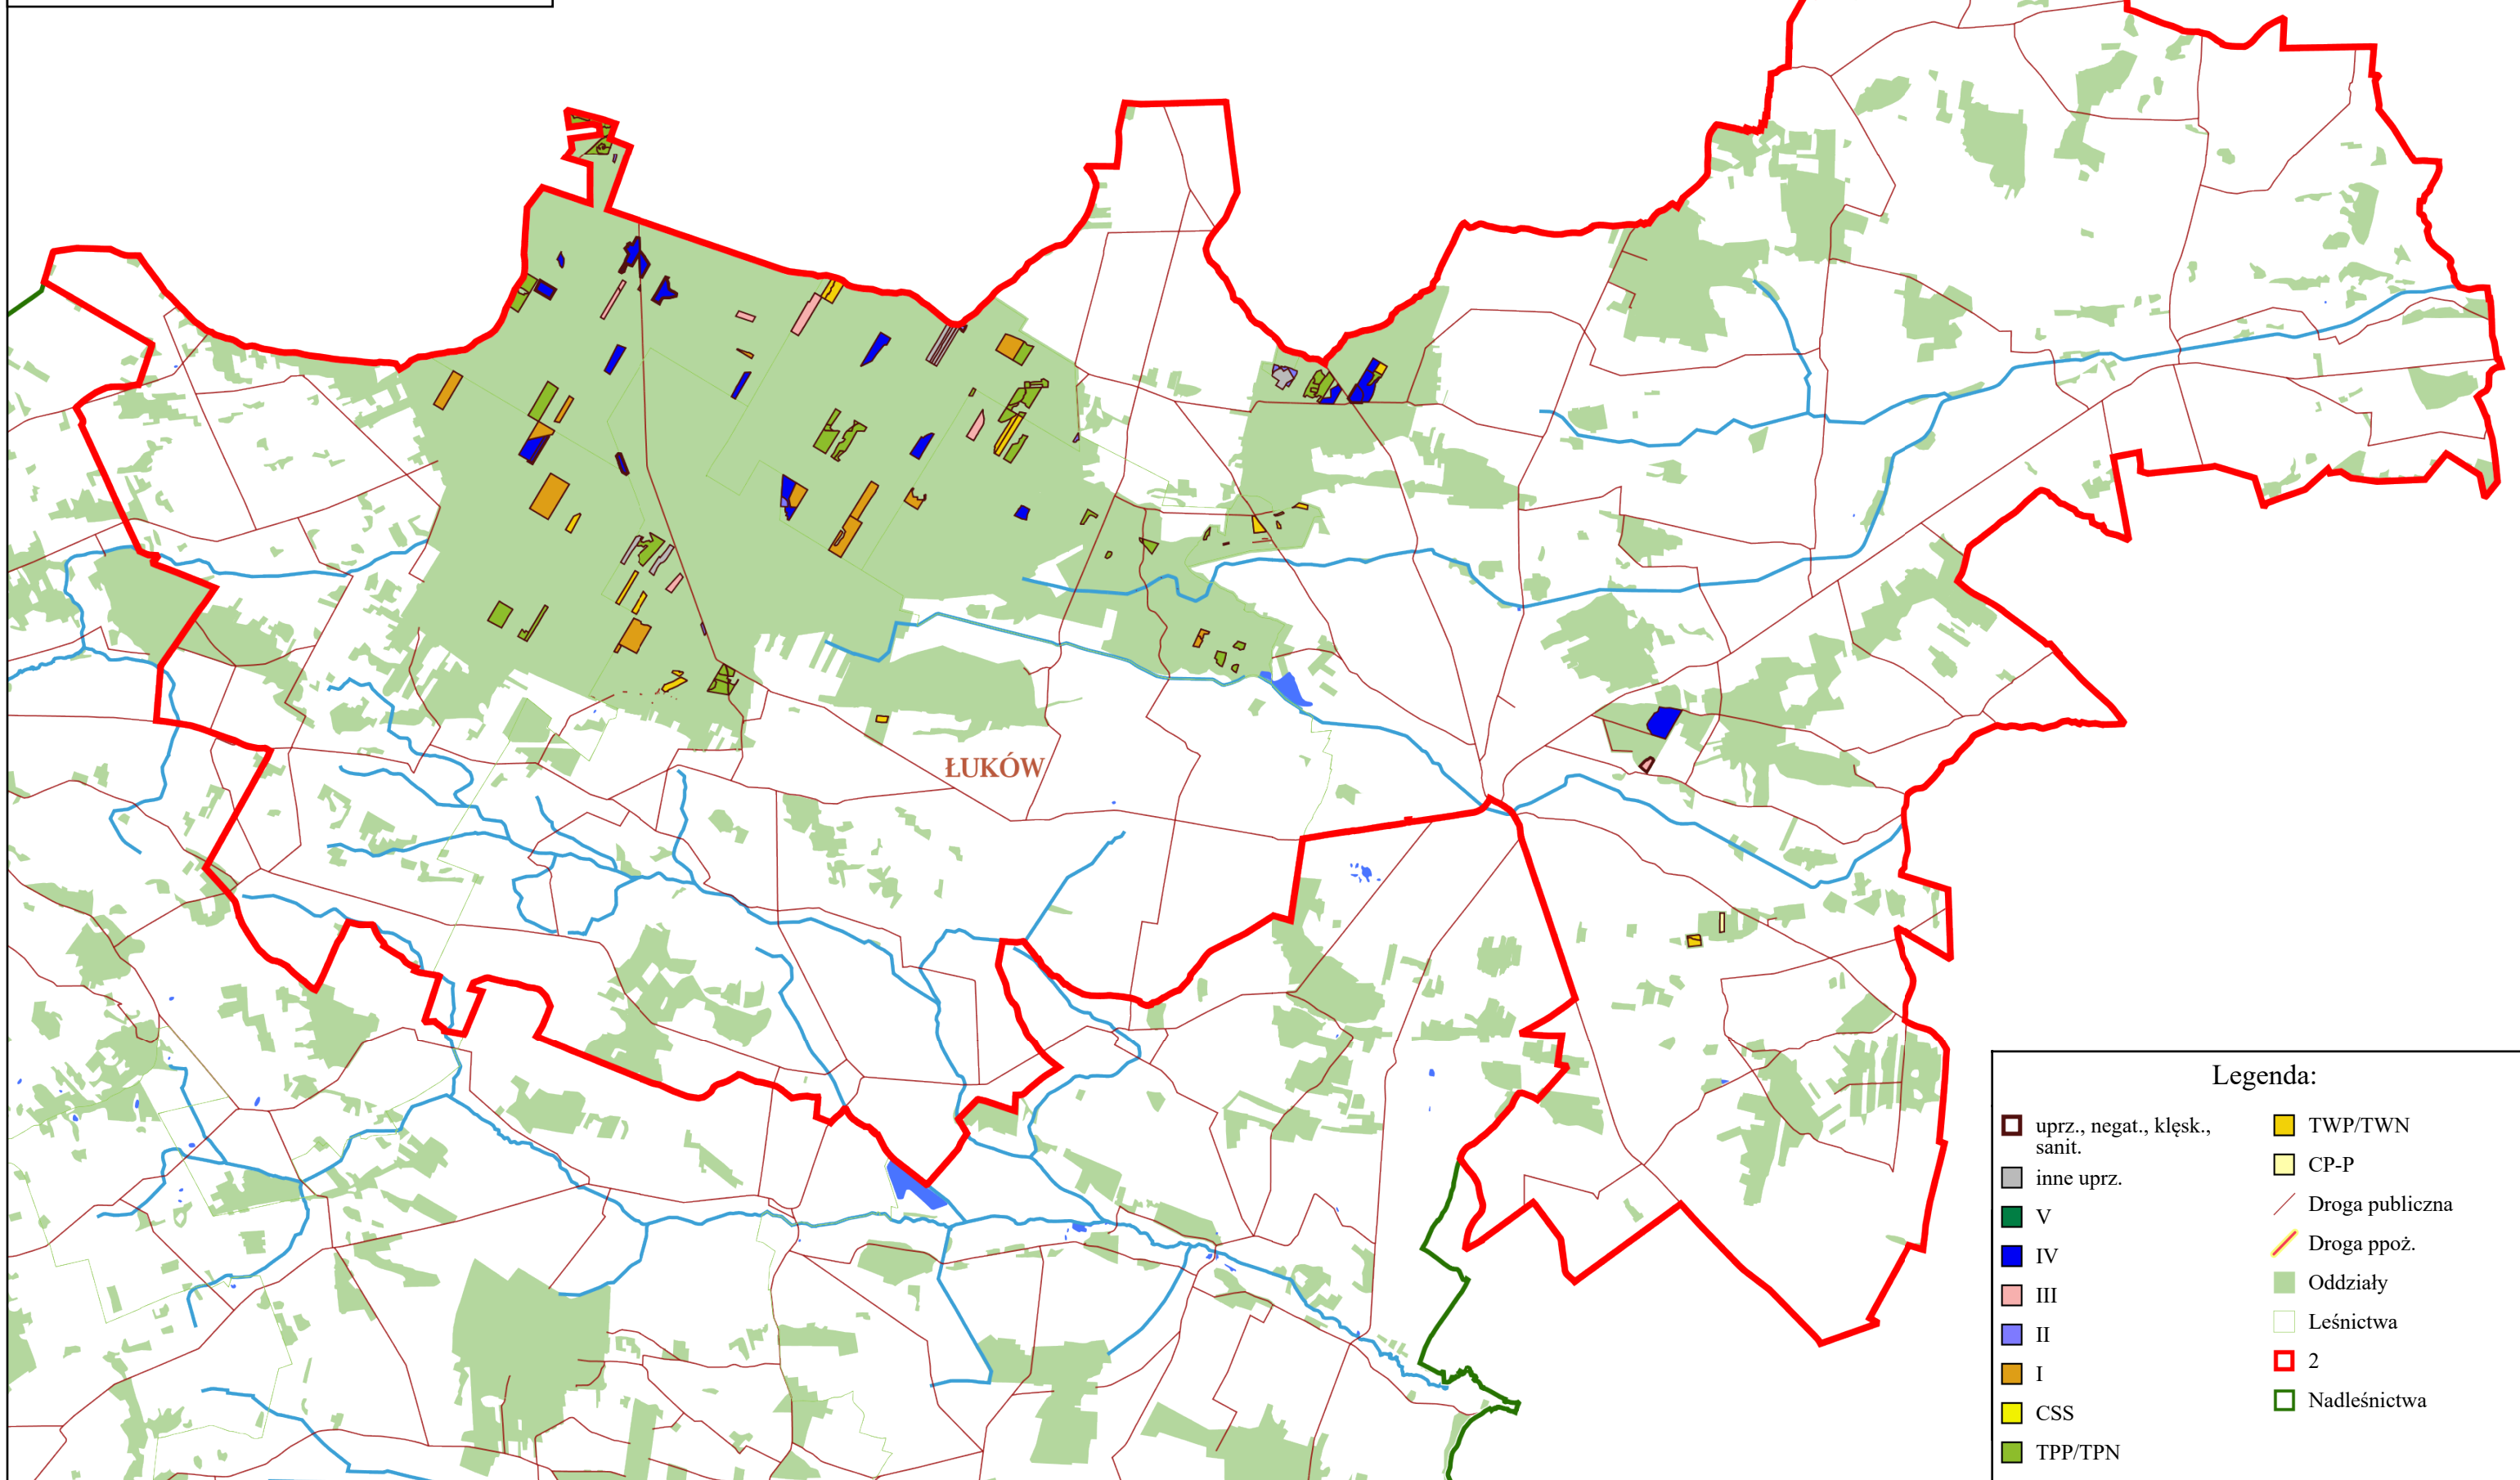 ŁUKÓW
Legenda:
uprz., negat., klęsk.,
sanit.
inne uprz.
V
IV
III
II
I
CSS
TPP/TPN
TWP/TWN
CP-P
Droga publiczna
Droga ppoż.
Oddziały
Leśnictwa
2
Nadleśnictwa